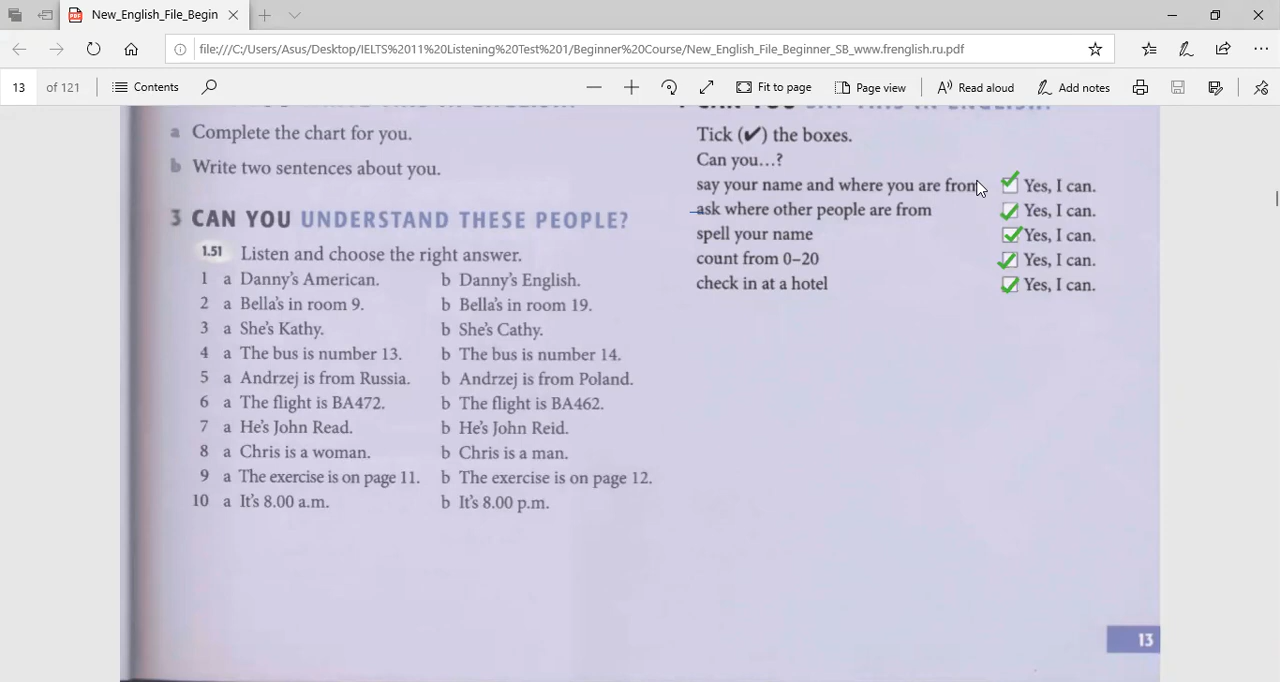 New_English_File_Begin
file:///C:/Users/Asus/Desktop/IELTS%2011%20Listening%20Test%201/Beginner%20Course/New_English_File_Beginner_SB_www.frenglish.ru.pdf
13 of 121 Contents Fit to page Page view Read aloud Add notes
a Complete the chart for you.
b Write two sentences about you.
3 CAN YOU UNDERSTAND THESE PEOPLE?
1.51 Listen and choose the right answer.
1 a Danny's American. b Danny's English.
2 a Bella's in room 9. b Bella's in room 19.
3 a She's Kathy. b She's Cathy.
4 a The bus is number 13. b The bus is number 14.
5 a Andrzej is from Russia. b Andrzej is from Poland.
6 a The flight is BA472. b The flight is BA462.
7 a He's John Read. b He's John Reid.
8 a Chris is a woman. b Chris is a man.
9 a The exercise is on page 11. b The exercise is on page 12.
10 a It's 8.00 a.m. b It's 8.00 p.m.
CAN YOU SAY THIS IN ENGLISH?
Tick (✔) the boxes.
Can you…?
say your name and where you are from Yes, I can.
ask where other people are from Yes, I can.
spell your name Yes, I can.
count from 0–20 Yes, I can.
check in at a hotel Yes, I can.
13